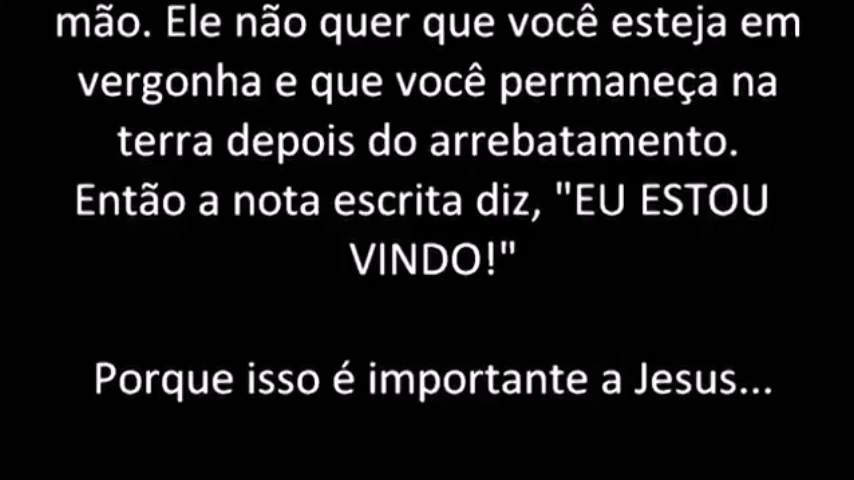 mão. Ele não quer que você esteja em
vergonha e que você permaneça na
terra depois do arrebatamento.
Então a nota escrita diz, "EU ESTOU
VINDO!"
Porque isso é importante a Jesus...